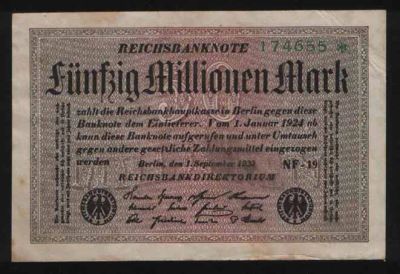 REICHSBANKNOTE 174655 *
Fünfzig Millionen Mark
zahlt die Reichsbankhauptkasse in Berlin gegen diese
Banknote dem Einlieferer. Vom 1. Januar 1924 ab
kann diese Banknote aufgerufen und unter Umtausch
gegen andere gesetzliche Zahlungsmittel eingezogen
werden
Berlin, den 1. September 1923 NF-19
REICHSBANKDIREKTORIUM